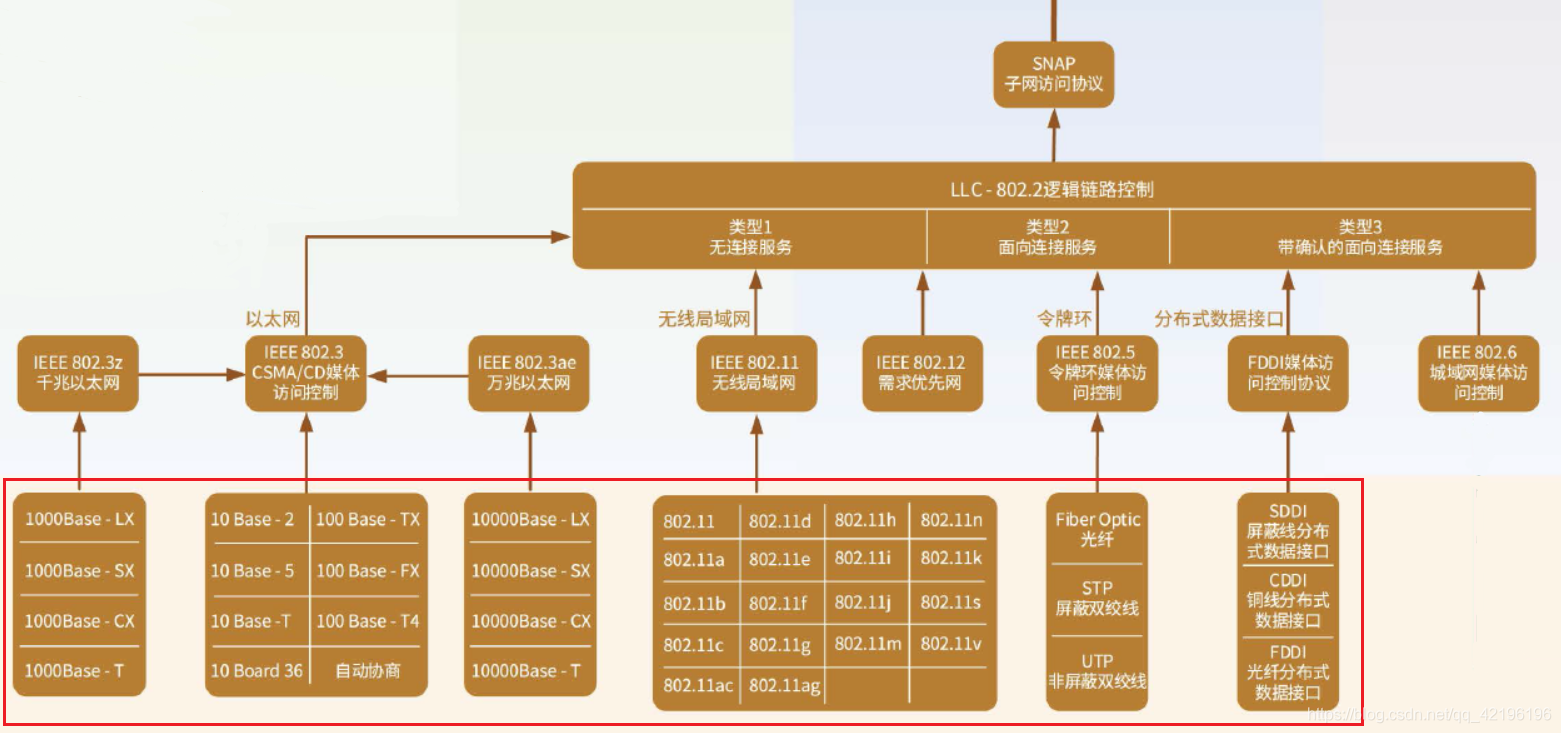 SNAP
子网访问协议
LLC - 802.2逻辑链路控制
类型1
无连接服务
类型2
面向连接服务
类型3
带确认的面向连接服务
以太网
无线局域网
令牌环
分布式数据接口
IEEE 802.3z
千兆以太网
IEEE 802.3
CSMA/CD媒体
访问控制
IEEE 802.3ae
万兆以太网
IEEE 802.11
无线局域网
IEEE 802.12
需求优先网
IEEE 802.5
令牌环媒体访
问控制
FDDI媒体访
问控制协议
IEEE 802.6
城域网媒体访
问控制
1000Base - LX
1000Base - SX
1000Base - CX
1000Base - T
10 Base - 2
100 Base - TX
10 Base - 5
100 Base - FX
10 Base -T
100 Base - T4
10 Board 36
自动协商
10000Base - LX
10000Base - SX
10000Base - CX
10000Base - T
802.11
802.11d
802.11h
802.11n
802.11a
802.11e
802.11i
802.11k
802.11b
802.11f
802.11j
802.11s
802.11c
802.11g
802.11m
802.11v
802.11ac
802.11ag
Fiber Optic
光纤
STP
屏蔽双绞线
UTP
非屏蔽双绞线
SDDI
屏蔽线分布
式数据接口
CDDI
铜线分布式
数据接口
FDDI
光纤分布式
数据接口
https://blog.csdn.net/qq_42196196